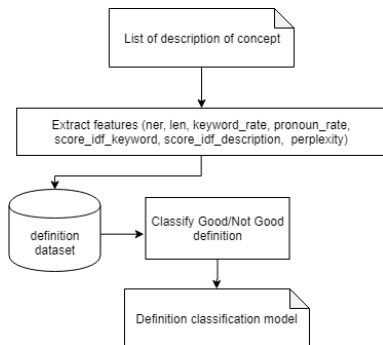 List of description of concept
Extract features (ner, len, keyword_rate, pronoun_rate,
score_idf_keyword, score_idf_description, perplexity)
definition
dataset
Classify Good/Not Good
definition
Definition classification model